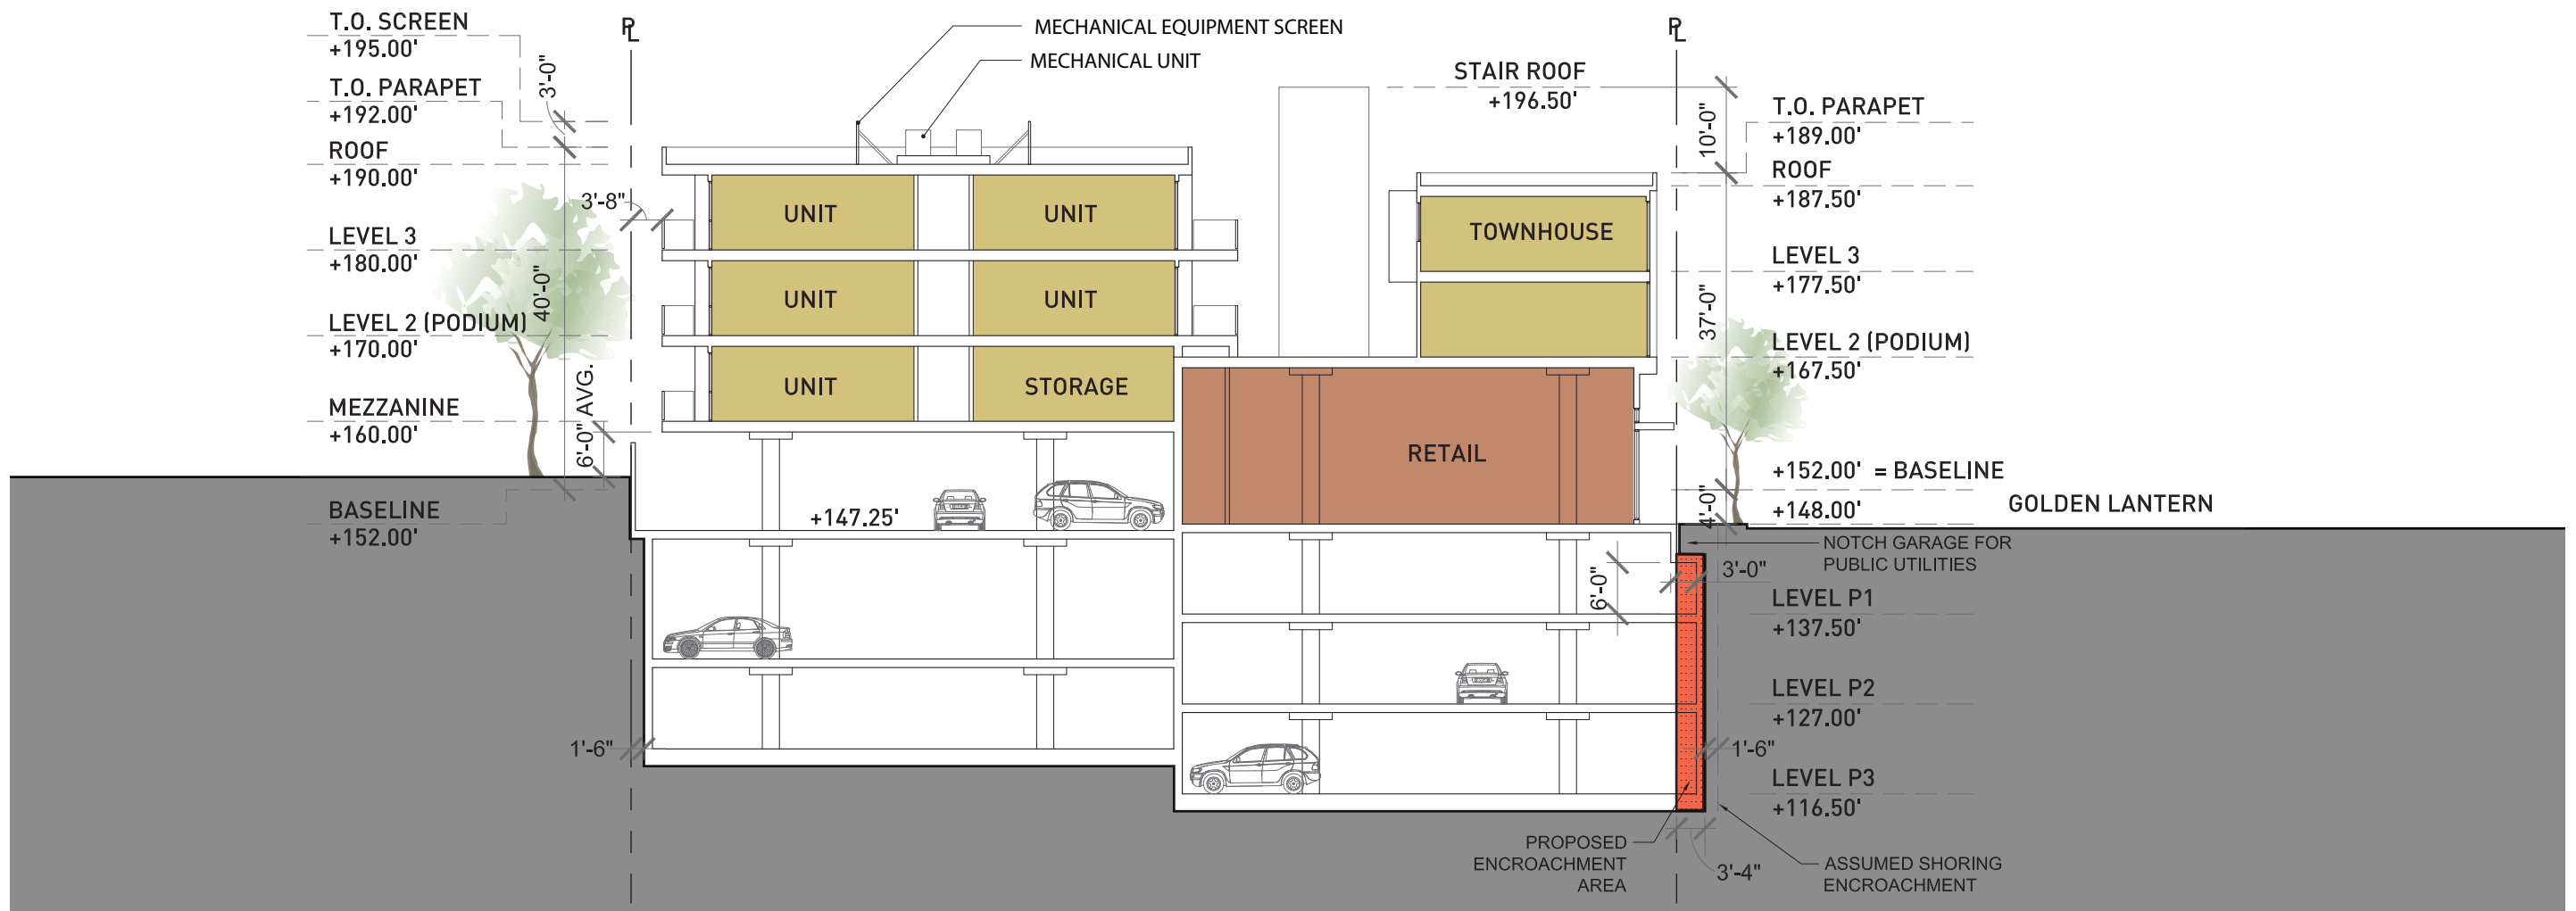 T.O. SCREEN
+195.00'
T.O. PARAPET
+192.00'
ROOF
+190.00'
LEVEL 3
+180.00'
LEVEL 2 (PODIUM)
+170.00'
MEZZANINE
+160.00'
BASELINE
+152.00'
3'-0"
40'-0"
6'-0" AVG.
3'-8"
1'-6"
PL
MECHANICAL EQUIPMENT SCREEN
MECHANICAL UNIT
UNIT
UNIT
UNIT
UNIT
UNIT
STORAGE
+147.25'
STAIR ROOF
+196.50'
TOWNHOUSE
RETAIL
6'-0"
PROPOSED
ENCROACHMENT
AREA
PL
10'-0"
37'-0"
4'-0"
T.O. PARAPET
+189.00'
ROOF
+187.50'
LEVEL 3
+177.50'
LEVEL 2 (PODIUM)
+167.50'
+152.00' = BASELINE
+148.00'
GOLDEN LANTERN
NOTCH GARAGE FOR
PUBLIC UTILITIES
3'-0"
LEVEL P1
+137.50'
LEVEL P2
+127.00'
1'-6"
LEVEL P3
+116.50'
3'-4"
ASSUMED SHORING
ENCROACHMENT